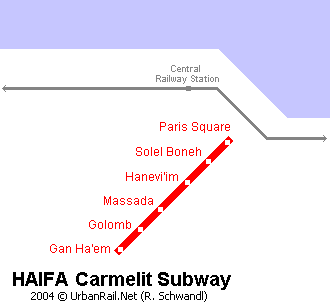 Central
Railway Station
Paris Square
Solel Boneh
Hanevi'im
Massada
Golomb
Gan Ha'em
HAIFA Carmelit Subway
2004 © UrbanRail.Net (R. Schwandl)